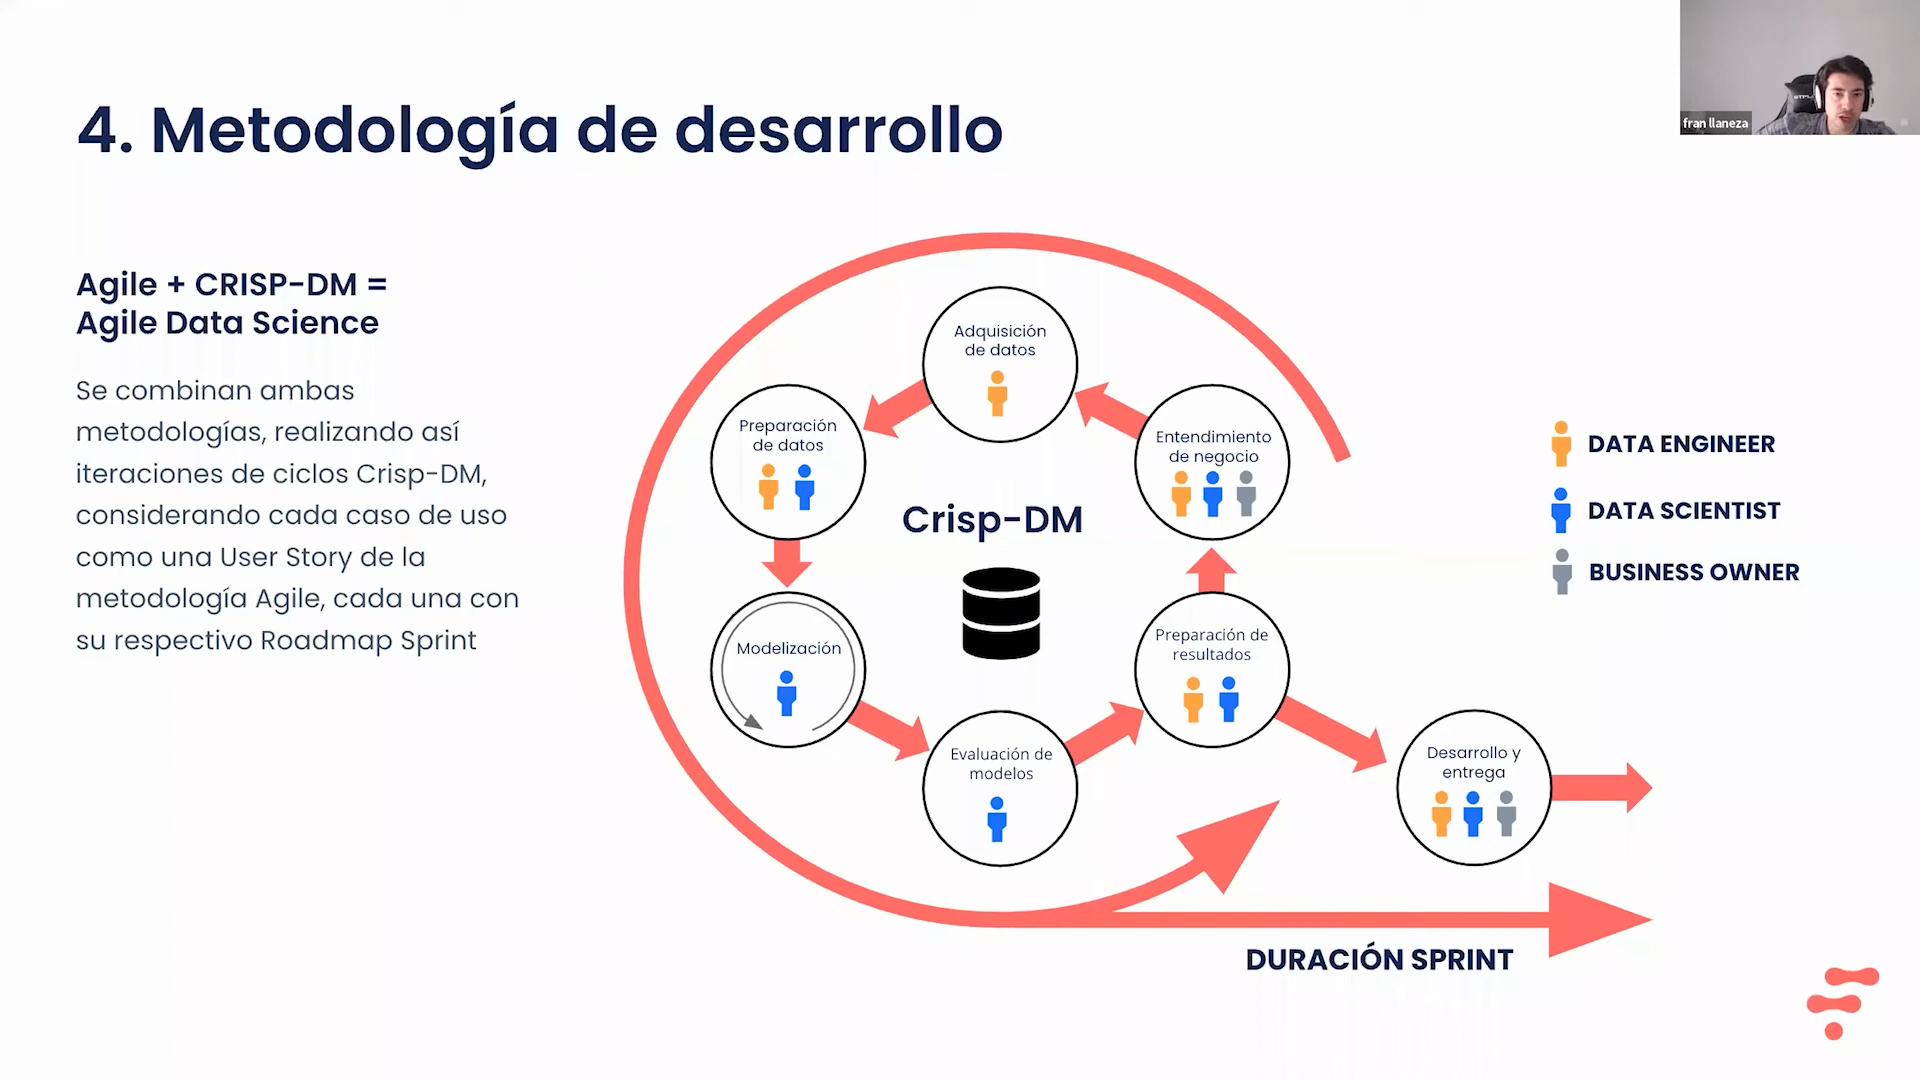 fran llaneza
4. Metodología de desarrollo
Agile + CRISP-DM =
Agile Data Science
Se combinan ambas
metodologías, realizando así
iteraciones de ciclos Crisp-DM,
considerando cada caso de uso
como una User Story de la
metodología Agile, cada una con
su respectivo Roadmap Sprint
Adquisición
de datos
Preparación
de datos
Entendimiento
de negocio
Crisp-DM
Modelización
Preparación de
resultados
Evaluación de
modelos
Desarrollo y
entrega
DURACIÓN SPRINT
DATA ENGINEER
DATA SCIENTIST
BUSINESS OWNER